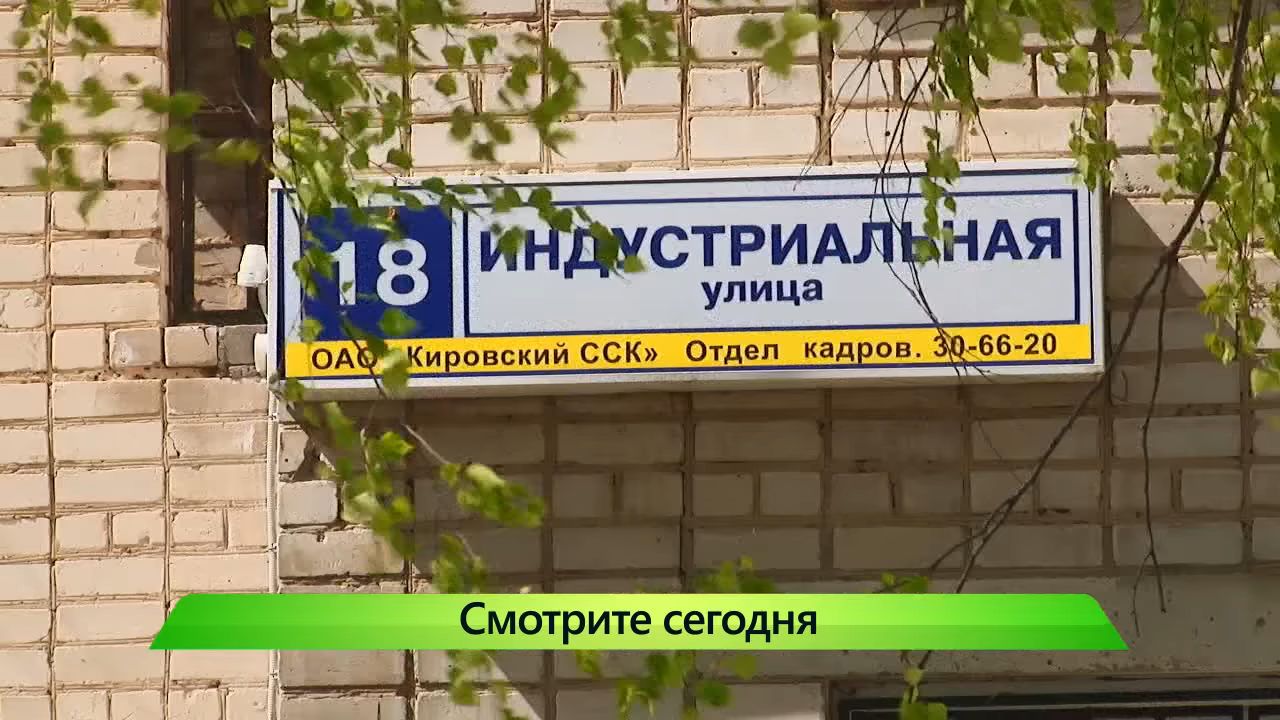 18
ИНДУСТРИАЛЬНАЯ
улица
ОАО «Кировский ССК» Отдел кадров. 30-66-20
Смотрите сегодня